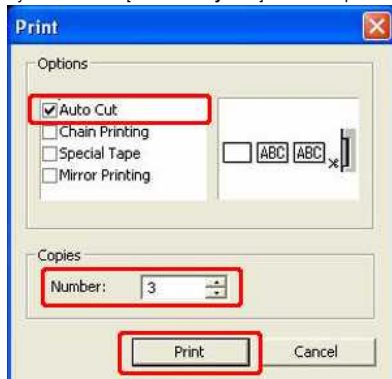 Print
Options
Auto Cut
Chain Printing
Special Tape
Mirror Printing
ABC ABC
Copies
Number: 3
Print Cancel